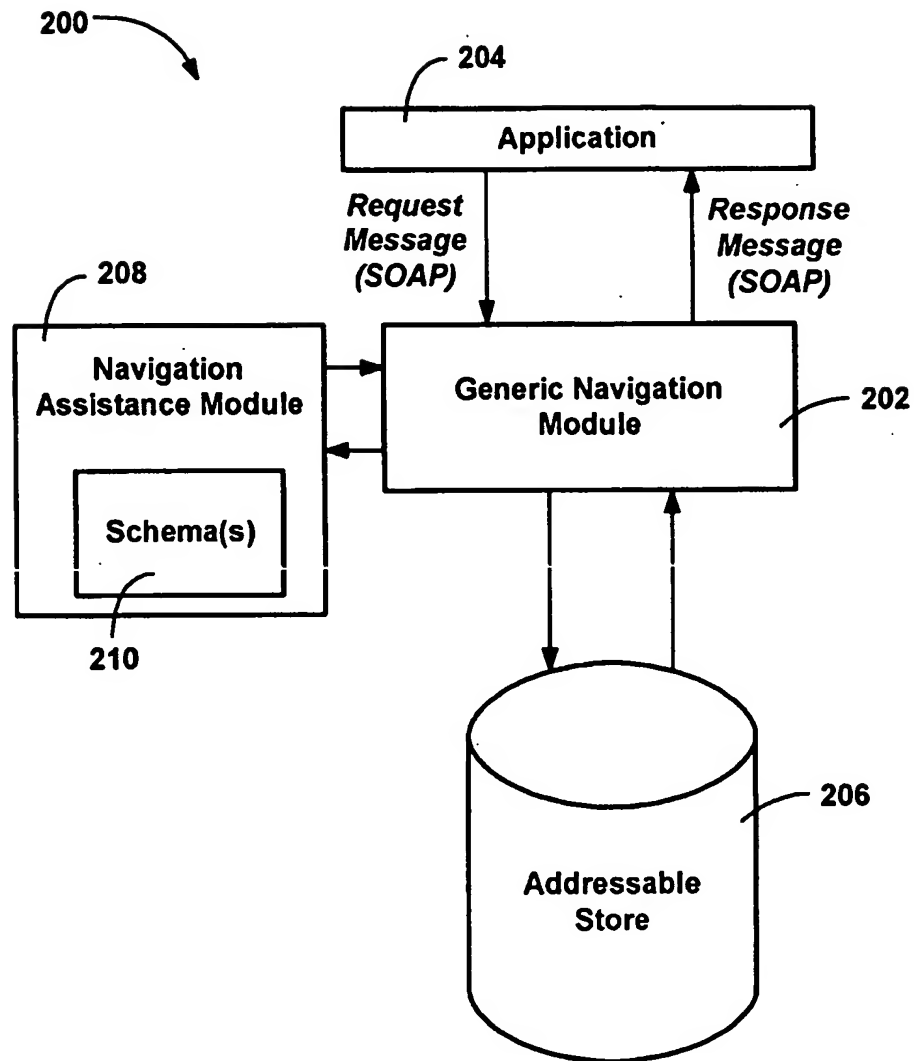 200
204
Application
Request
Message
(SOAP)
Response
Message
(SOAP)
208
Navigation
Assistance Module
Generic Navigation
Module
202
Schema(s)
210
206
Addressable
Store